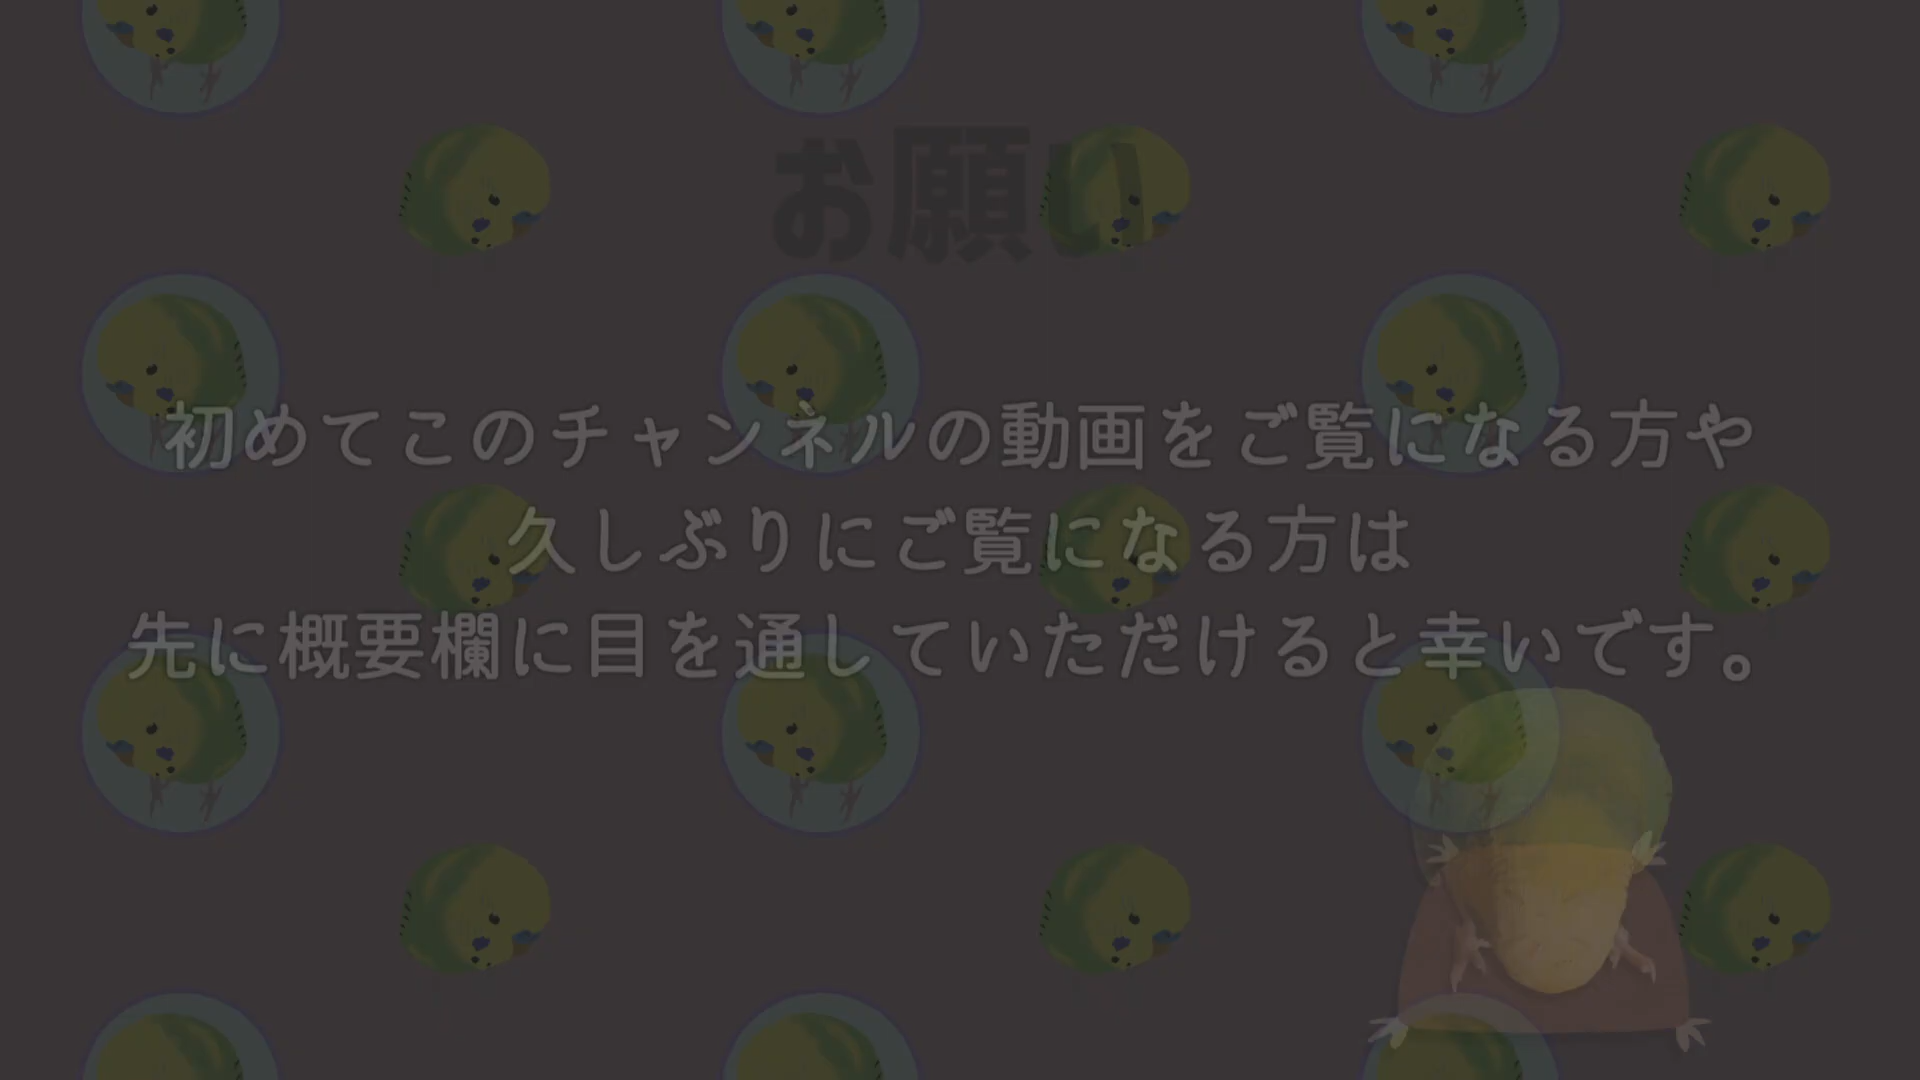 お願い
初めてこのチャンネルの動画をご覧になる方や
久しぶりにご覧になる方は
先に概要欄に目を通していただけると幸いです。